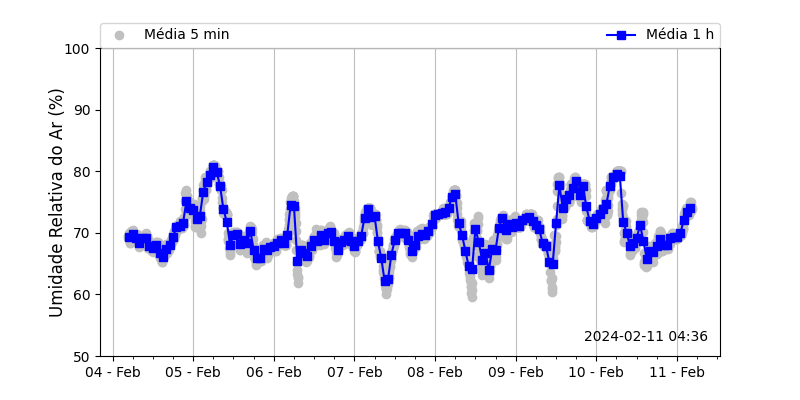 Média 5 min
Média 1 h
Umidade Relativa do Ar (%)
100
90
80
70
60
50
2024-02-11 04:36
04 - Feb
05 - Feb
06 - Feb
07 - Feb
08 - Feb
09 - Feb
10 - Feb
11 - Feb